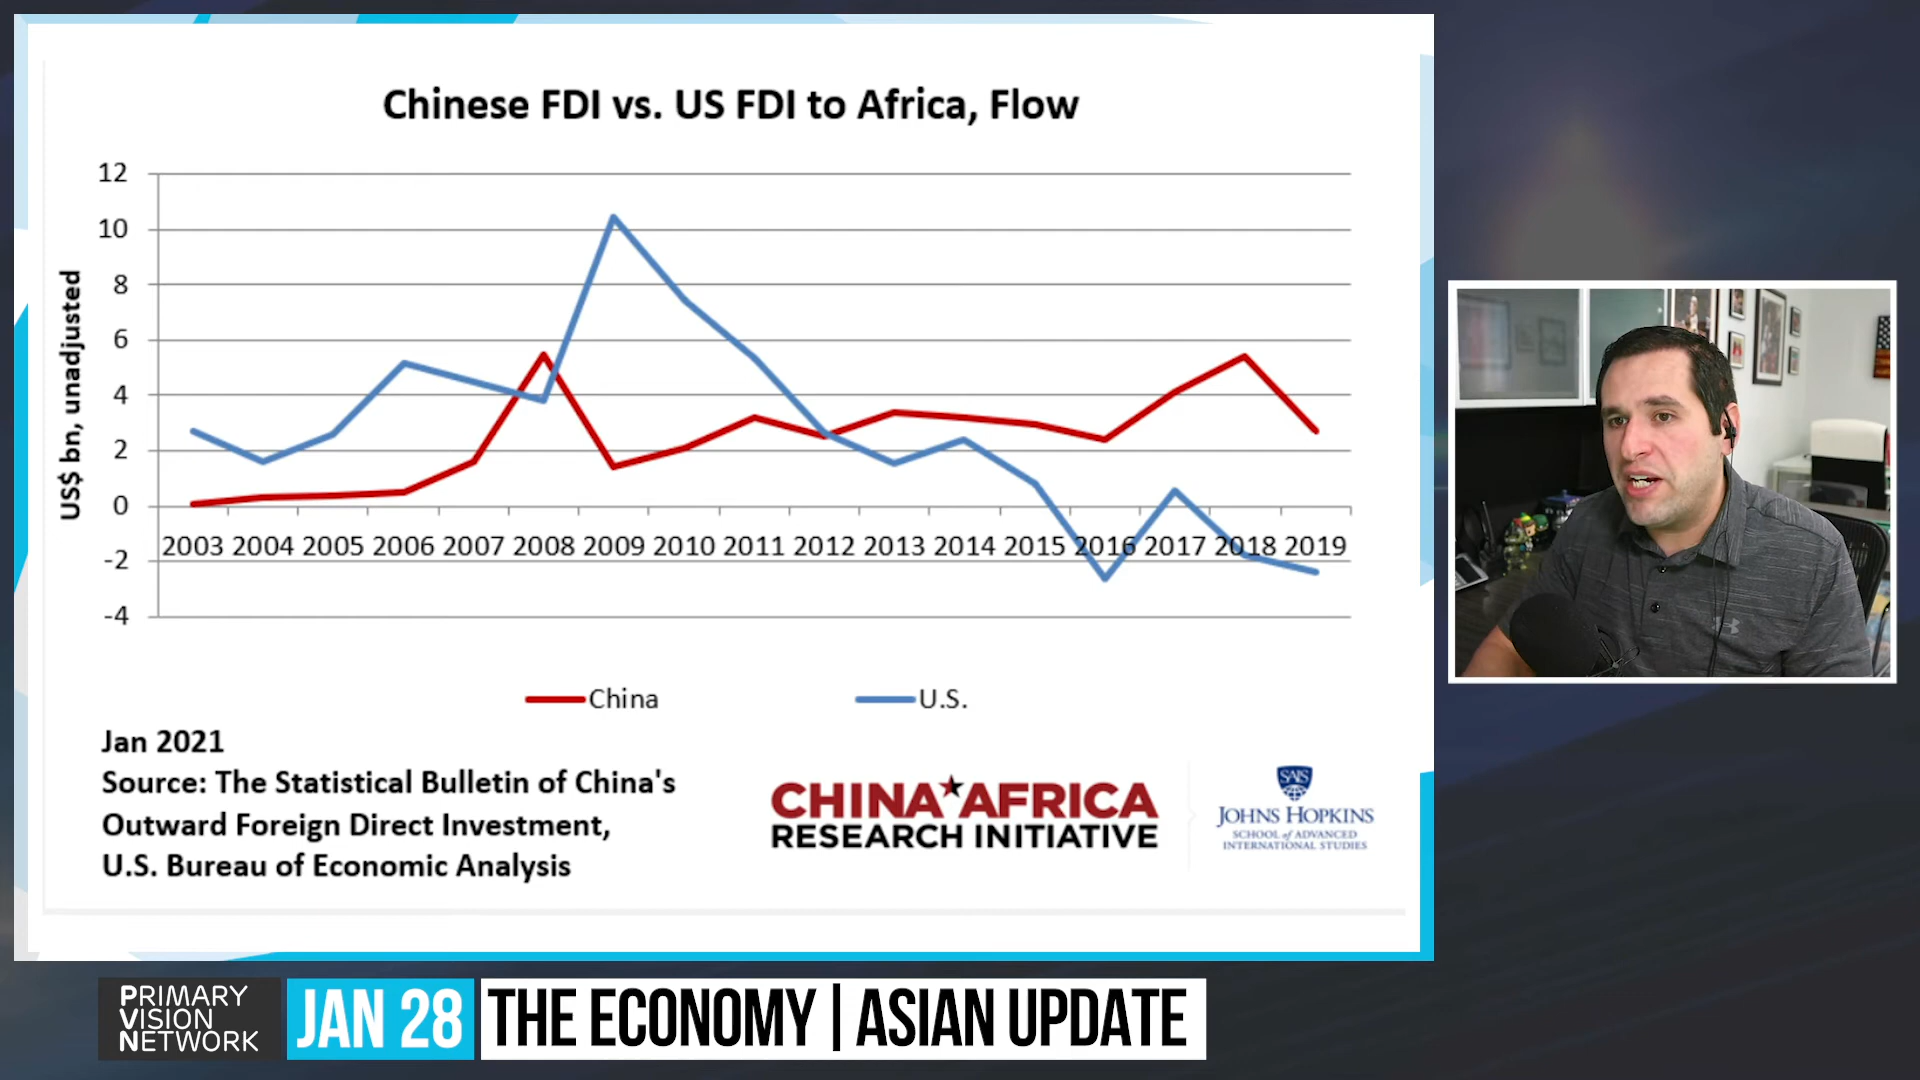 Chinese FDI vs. US FDI to Africa, Flow
US$ bn, unadjusted
12
10
8
6
4
2
0
-2
-4
2003 2004 2005 2006 2007 2008 2009 2010 2011 2012 2013 2014 2015 2016 2017 2018 2019
China
U.S.
Jan 2021
Source: The Statistical Bulletin of China's
Outward Foreign Direct Investment,
U.S. Bureau of Economic Analysis
CHINA AFRICA
RESEARCH INITIATIVE
SAIS
JOHNS HOPKINS
SCHOOL of ADVANCED
INTERNATIONAL STUDIES
PRIMARY
VISION
NETWORK
JAN 28
THE ECONOMY | ASIAN UPDATE